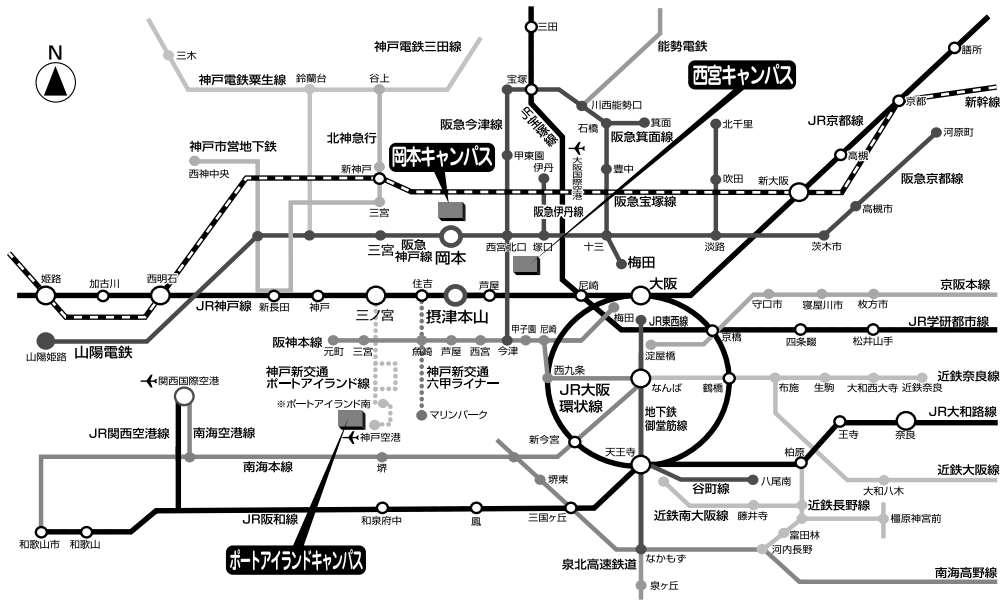 N
三田
能勢電鉄
神戸電鉄三田線
三木
膳所
西宮キャンパス
神戸電鉄粟生線
鈴蘭台
谷上
宝塚
川西能勢口
京都
新幹線
JR宝塚線
石橋
箕面
北千里
JR京都線
河原町
阪急今津線
阪急箕面線
北神急行
神戸市営地下鉄
岡本キャンパス
甲東園
大阪国際空港
高槻
西神中央
新神戸
伊丹
豊中
吹田
新大阪
阪急京都線
三宮
阪急伊丹線
阪急宝塚線
高槻市
三宮
阪急
神戸線
岡本
西宮北口
塚口
十三
淡路
茨木市
梅田
姫路
加古川
西明石
住吉
芦屋
尼崎
大阪
京阪本線
JR神戸線
新長田
神戸
三ノ宮
摂津本山
守口市
寝屋川市
枚方市
梅田
JR東西線
JR学研都市線
京橋
山陽姫路
山陽電鉄
阪神本線
元町
三宮
魚崎
芦屋
西宮
今津
甲子園
尼崎
淀屋橋
四条畷
松井山手
神戸新交通
ポートアイランド線
神戸新交通
六甲ライナー
西九条
なんば
鶴橋
布施
生駒
大和西大寺
近鉄奈良
近鉄奈良線
関西国際空港
※ポートアイランド南
マリンパーク
JR大阪
環状線
地下鉄
御堂筋線
JR大和路線
JR関西空港線
南海空港線
神戸空港
新今宮
天王寺
柏原
王寺
奈良
南海本線
堺
堺東
谷町線
八尾南
近鉄大阪線
大和八木
近鉄南大阪線
藤井寺
近鉄長野線
橿原神宮前
JR阪和線
和泉府中
鳳
三国ヶ丘
富田林
和歌山市
和歌山
ポートアイランドキャンパス
泉北高速鉄道
なかもず
河内長野
泉ヶ丘
南海高野線